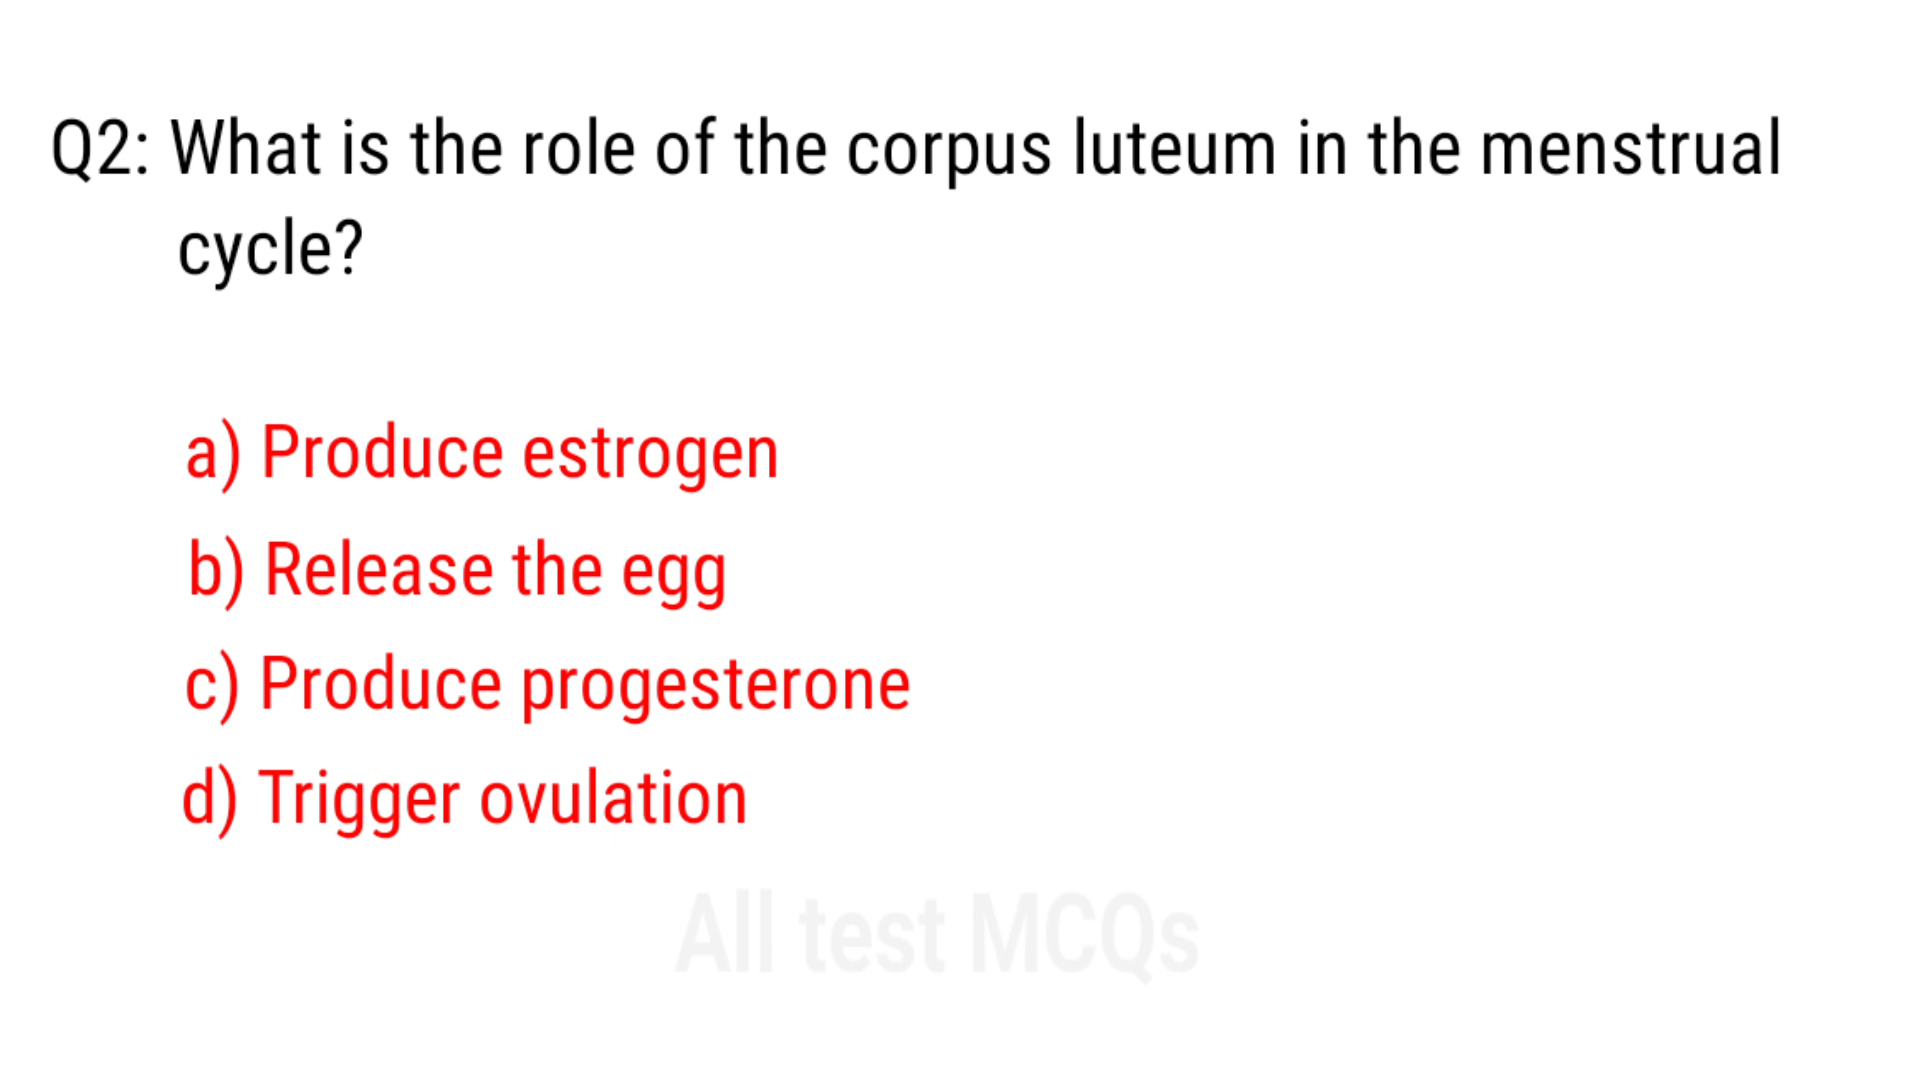 Q2: What is the role of the corpus luteum in the menstrual
cycle?
a) Produce estrogen
b) Release the egg
c) Produce progesterone
d) Trigger ovulation
All test MCQs